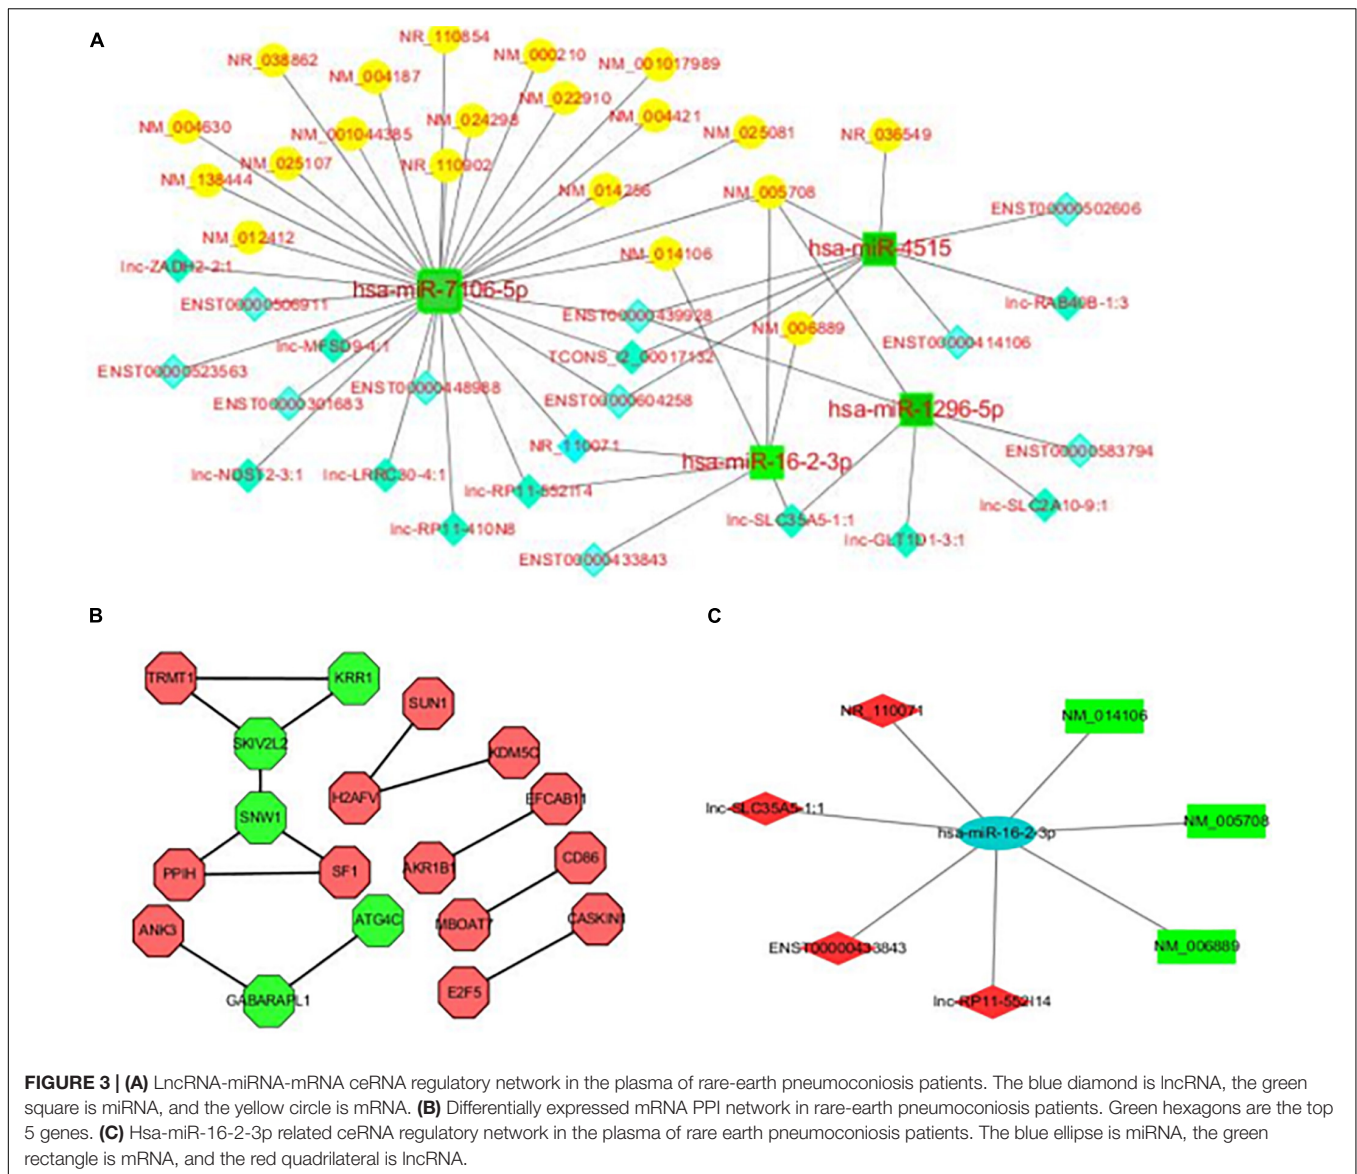 A
NR_110854
NR_038862
NM_000210
NM_001017989
NM_004187
NM_022910
NM_004421
NM_024298
NM_004630
NM_001044385
NM_025081
NR_036549
NM_025107
NR_110902
NM_138444
NM_014286
NM_005708
ENST00000502606
NM_012412
NM_014106
hsa-miR-4515
lnc-ZADH2-2:1
hsa-miR-7106-5p
ENST00000506911
lnc-RAB40B-1:3
ENST00000439928
NM_006889
lnc-MFSD9-4:1
TCONS_l2_00017132
ENST00000414106
ENST00000523563
ENST00000448988
ENST00000301683
ENST00000604258
hsa-miR-1296-5p
NR_110071
ENST00000583794
hsa-miR-16-2-3p
lnc-NDST2-3:1
lnc-LRRC30-4:1
lnc-RP11-552I14
lnc-SLC2A10-9:1
lnc-SLC35A5-1:1
lnc-RP11-410N8
lnc-GLT1D1-3:1
ENST00000433843
B
TRMT1
KRR1
SUN1
SKIV2L2
KDM5C
H2AFV
EFCAB11
SNW1
CD86
AKR1B1
PPIH
SF1
ATG4C
CASKIN1
MBOAT7
ANK3
E2F5
GABARAPL1
C
NR_110071
NM_014106
lnc-SLC35A5-1:1
NM_005708
hsa-miR-16-2-3p
ENST00000433843
NM_006889
lnc-RP11-552I14
FIGURE 3 | (A) LncRNA-miRNA-mRNA ceRNA regulatory network in the plasma of rare-earth pneumoconiosis patients. The blue diamond is lncRNA, the green
square is miRNA, and the yellow circle is mRNA. (B) Differentially expressed mRNA PPI network in rare-earth pneumoconiosis patients. Green hexagons are the top
5 genes. (C) Hsa-miR-16-2-3p related ceRNA regulatory network in the plasma of rare earth pneumoconiosis patients. The blue ellipse is miRNA, the green
rectangle is mRNA, and the red quadrilateral is lncRNA.